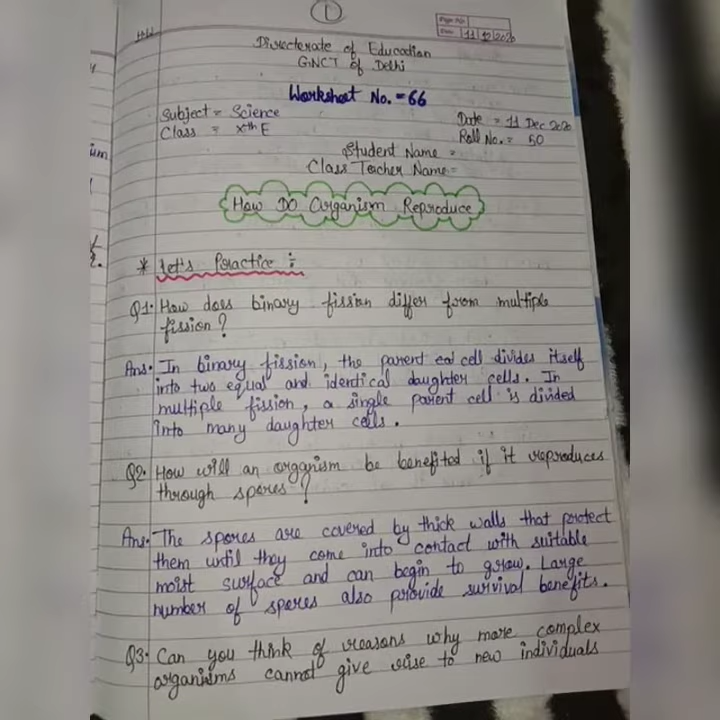 1
H.W
Page No.
Date 11 12 2020
Directorate of Education
GNCT of Delhi
Worksheet No. = 66
Subject = Science
Date = 11 Dec 2020
Class = Xth E
Roll No. = 50
Student Name =
Class Teacher Name =
How DO Organism Reproduce
* Let's Practice :-
Q1. How does binary fission differ from multiple
fission?
Ans. In binary fission, the parent cell divides itself
into two equal and identical daughter cells. In
multiple fission, a single parent cell is divided
into many daughter cells.
Q2. How will an organism be benefited if it reproduces
through spores?
Ans. The spores are covered by thick walls that protect
them until they come into contact with suitable
moist surface and can begin to grow. Large
number of spores also provide survival benefits.
Q3. Can you think of reasons why more complex
organisms cannot give rise to new individuals